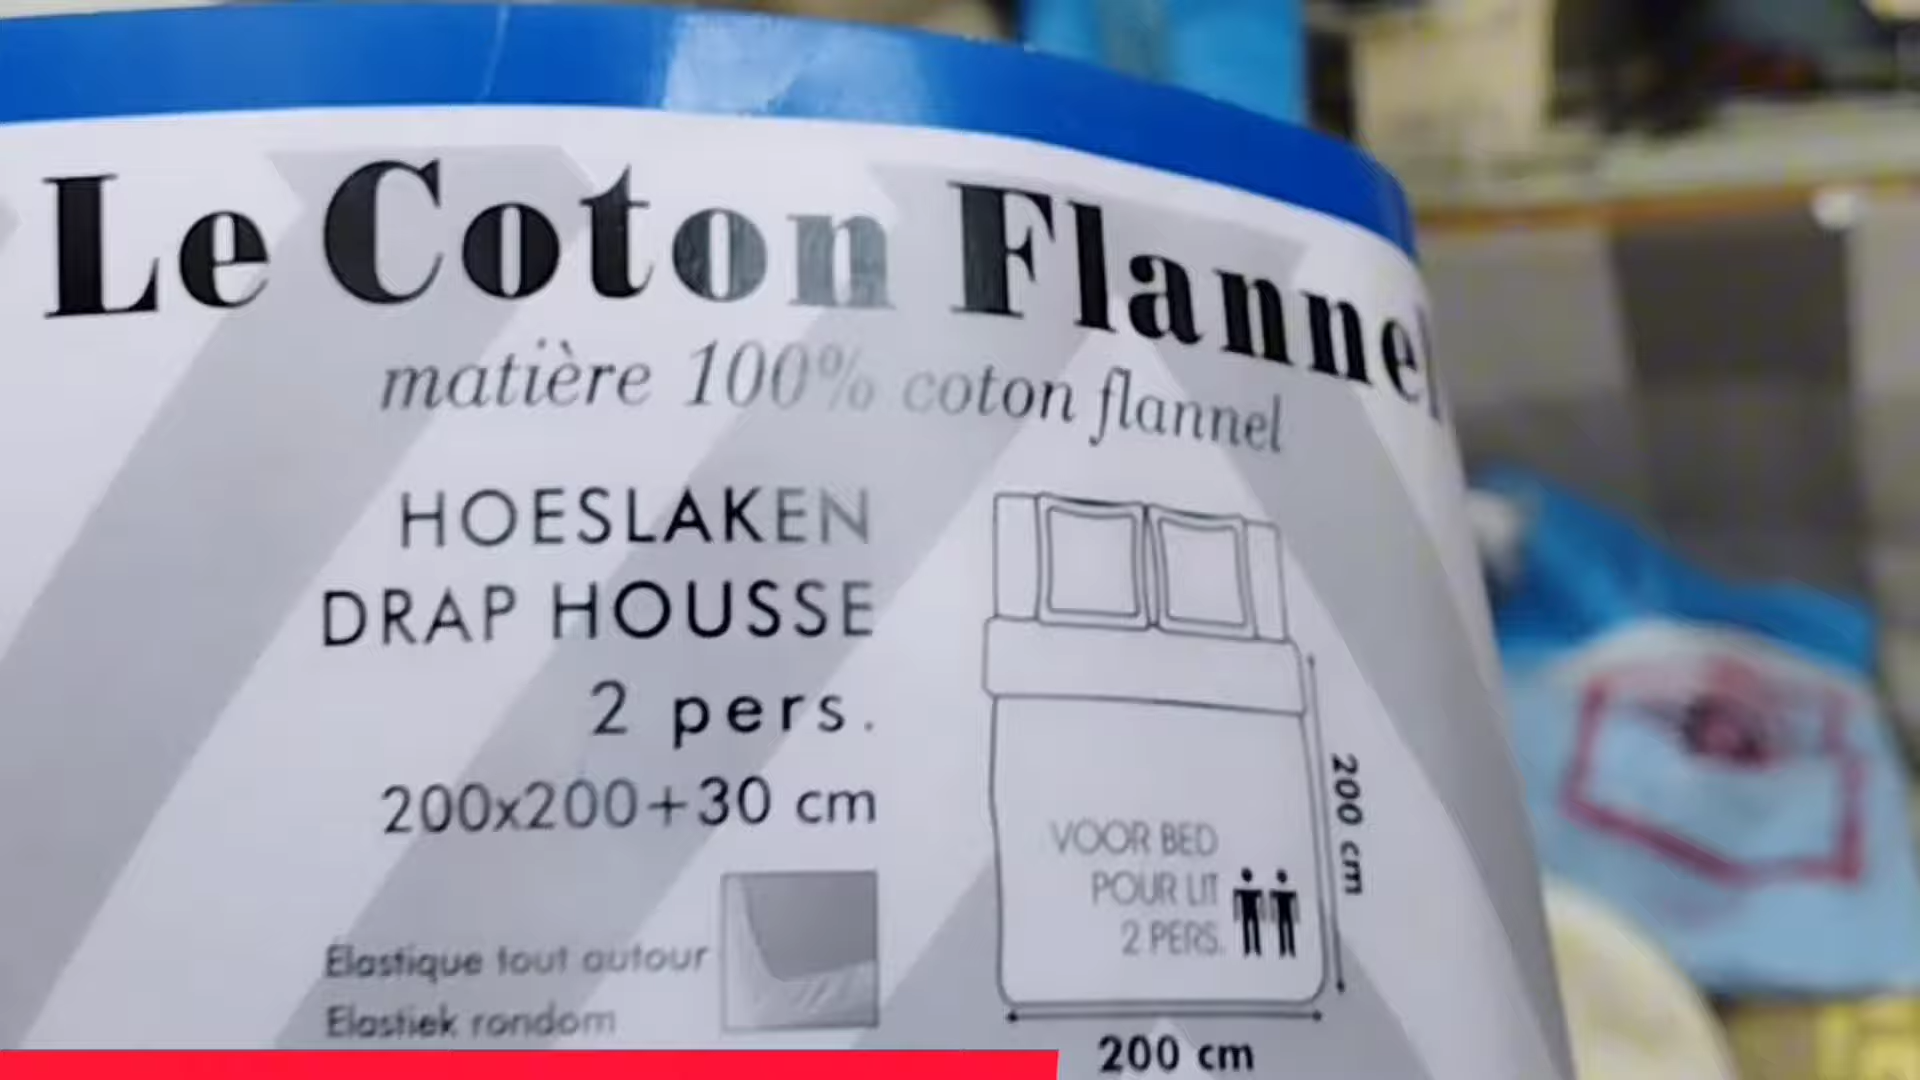 Le Coton Flannel
matière 100% coton flannel
HOESLAKEN
DRAP HOUSSE
2 pers.
200x200+30 cm
Élastique tout autour
Elastiek rondom
VOOR BED
POUR LIT
2 PERS.
200 cm
200 cm